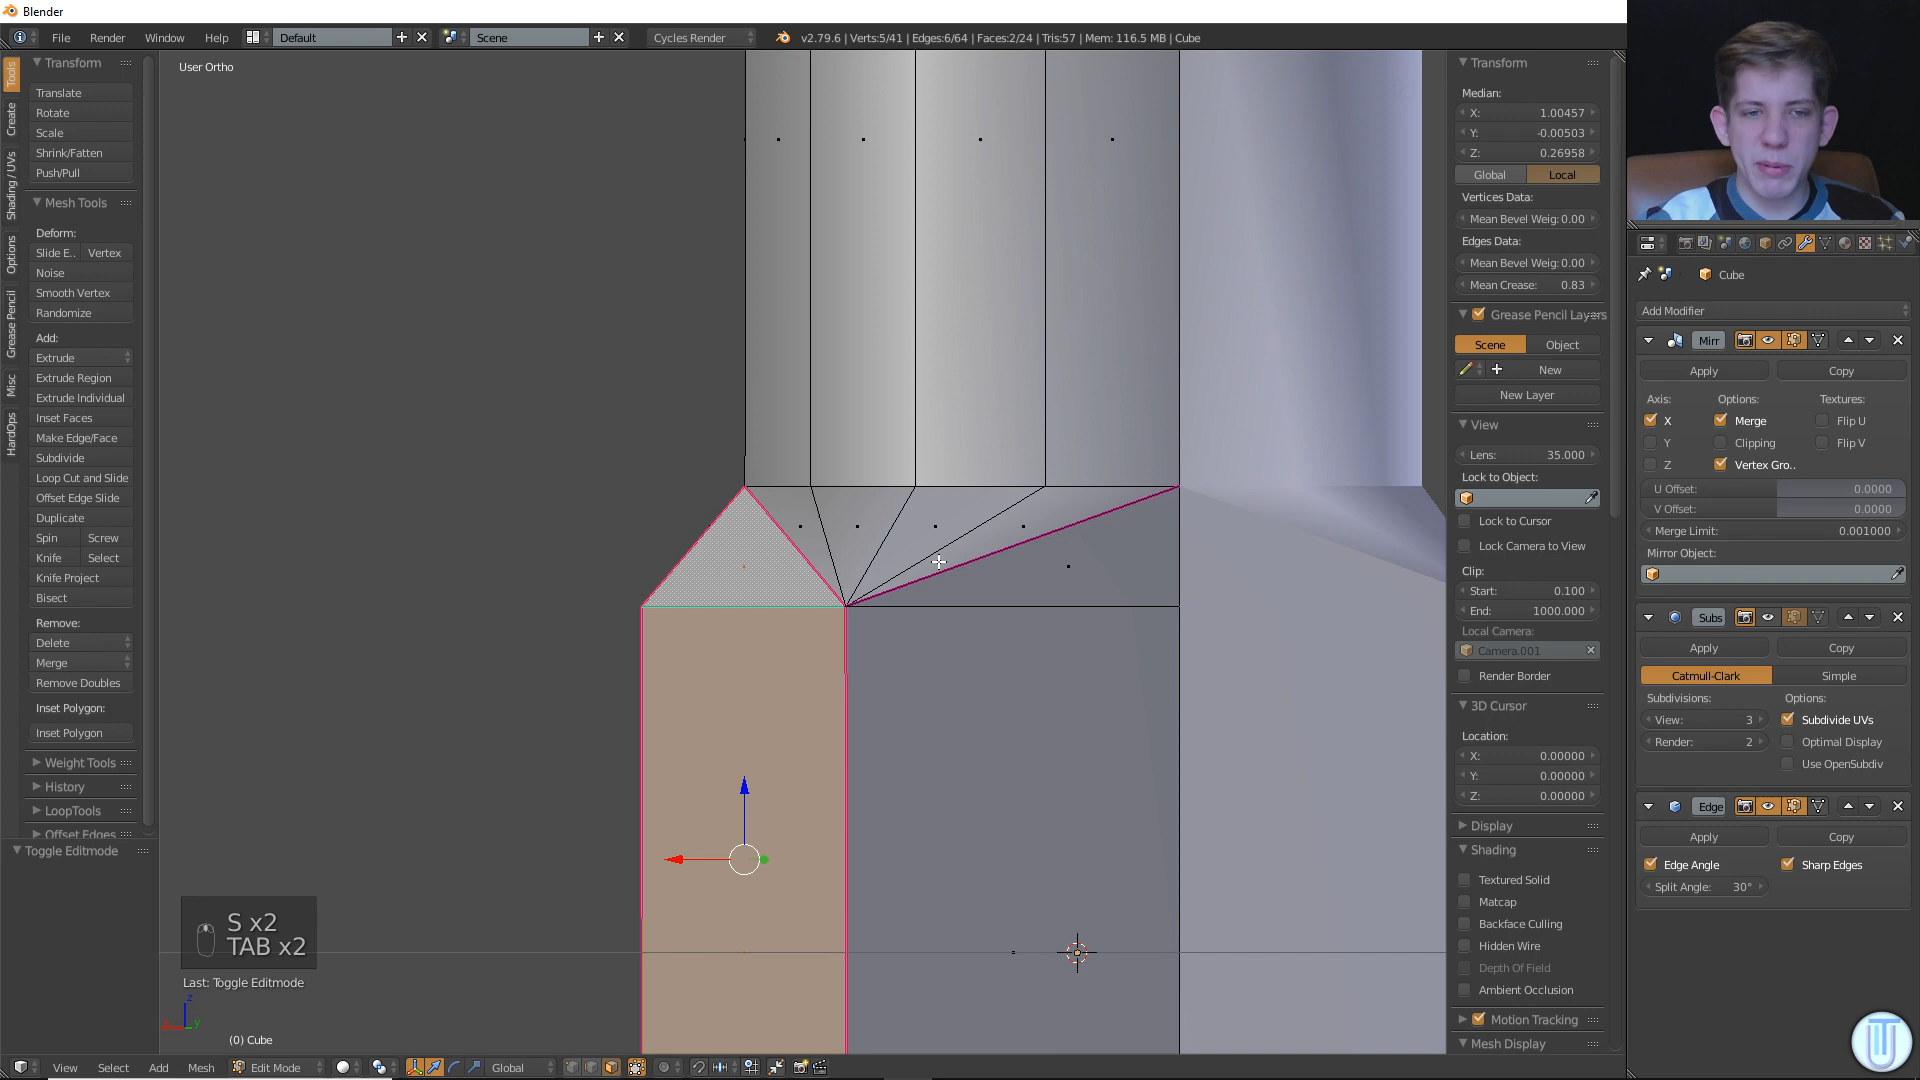 Blender
File Render Window Help Default Scene Cycles Render v2.79.6 | Verts:5/41 | Edges:6/64 | Faces:2/24 | Tris:57 | Mem: 116.5 MB | Cube
User Ortho
Tools
Create
Shading / UVs
Options
Grease Pencil
Misc
HardOps
Transform
Translate
Rotate
Scale
Shrink/Fatten
Push/Pull
Mesh Tools
Deform:
Slide E.. Vertex
Noise
Smooth Vertex
Randomize
Add:
Extrude
Extrude Region
Extrude Individual
Inset Faces
Make Edge/Face
Subdivide
Loop Cut and Slide
Offset Edge Slide
Duplicate
Spin Screw
Knife Select
Knife Project
Bisect
Remove:
Delete
Merge
Remove Doubles
Inset Polygon:
Inset Polygon
Weight Tools
History
LoopTools
Offset Edges
Toggle Editmode
S x2
TAB x2
Last: Toggle Editmode
z
x y
(0) Cube
View Select Add Mesh Edit Mode Global
Transform
Median:
X: 1.00457
Y: -0.00503
Z: 0.26958
Global Local
Vertices Data:
Mean Bevel Weig: 0.00
Edges Data:
Mean Bevel Weig: 0.00
Mean Crease: 0.83
Grease Pencil Layers
Scene Object
New
New Layer
View
Lens: 35.000
Lock to Object:
Lock to Cursor
Lock Camera to View
Clip:
Start: 0.100
End: 1000.000
Local Camera:
Camera.001
Render Border
3D Cursor
Location:
X: 0.00000
Y: 0.00000
Z: 0.00000
Display
Shading
Textured Solid
Matcap
Backface Culling
Hidden Wire
Depth Of Field
Ambient Occlusion
Motion Tracking
Mesh Display
Cube
Add Modifier
Mirr
Apply Copy
Axis: Options: Textures:
X Merge Flip U
Y Clipping Flip V
Z Vertex Gro..
U Offset: 0.0000
V Offset: 0.0000
Merge Limit: 0.001000
Mirror Object:
Subs
Apply Copy
Catmull-Clark Simple
Subdivisions: Options:
View: 3 Subdivide UVs
Render: 2 Optimal Display
Use OpenSubdiv
Edge
Apply Copy
Edge Angle Sharp Edges
Split Angle: 30°